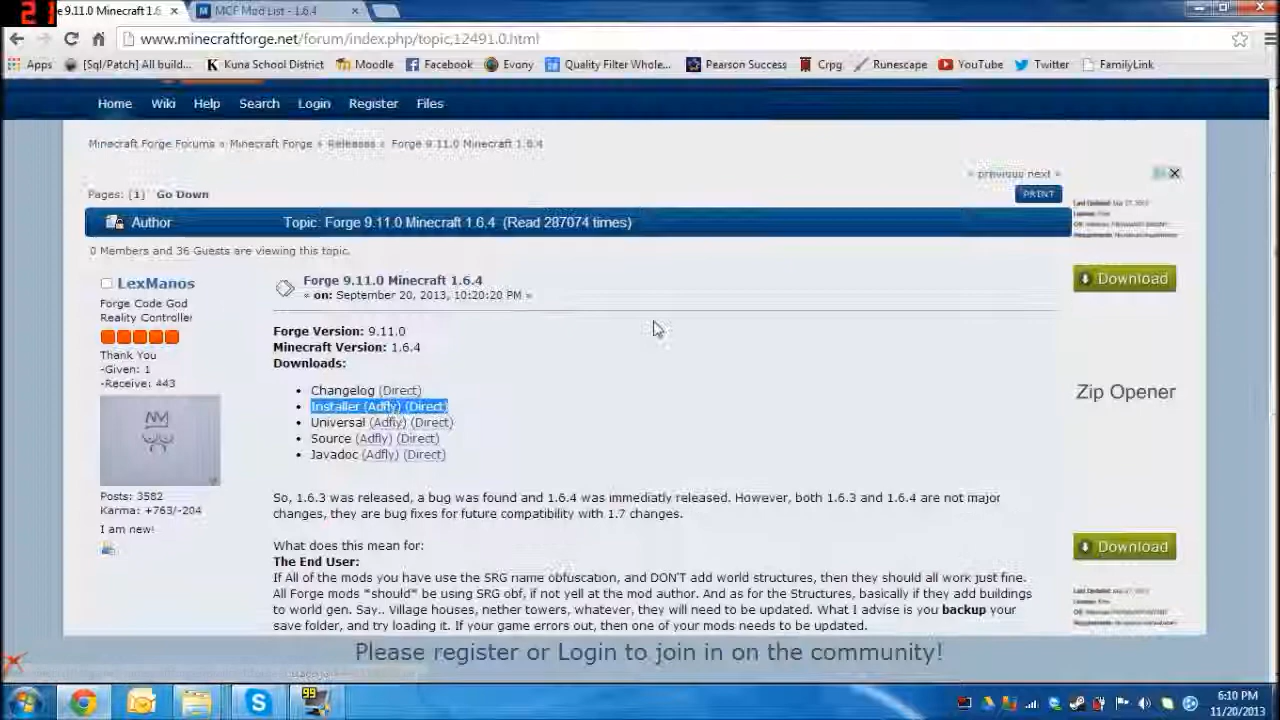 21
e 9.11.0 Minecraft 1.6
MCF Mod List - 1.6.4
www.minecraftforge.net/forum/index.php/topic,12491.0.html
Apps
[Sql/Patch] All build...
Kuna School District
Moodle
Facebook
Evony
Quality Filter Whole...
Pearson Success
Crpg.
Runescape
YouTube
Twitter
FamilyLink
Home Wiki Help Search Login Register Files
Minecraft Forge Forums » Minecraft Forge » Releases » Forge 9.11.0 Minecraft 1.6.4
« previous next »
Pages: [1] Go Down
PRINT
Author Topic: Forge 9.11.0 Minecraft 1.6.4 (Read 287074 times)
0 Members and 36 Guests are viewing this topic.
LexManos
Forge Code God
Reality Controller
Thank You
-Given: 1
-Receive: 443
Posts: 3582
Karma: +763/-204
I am new!
Forge 9.11.0 Minecraft 1.6.4
« on: September 20, 2013, 10:20:20 PM »
Forge Version: 9.11.0
Minecraft Version: 1.6.4
Downloads:
• Changelog (Direct)
• Installer (Adfly) (Direct)
• Universal (Adfly) (Direct)
• Source (Adfly) (Direct)
• Javadoc (Adfly) (Direct)
So, 1.6.3 was released, a bug was found and 1.6.4 was immediatly released. However, both 1.6.3 and 1.6.4 are not major
changes, they are bug fixes for future compatibility with 1.7 changes.
What does this mean for:
The End User:
If All of the mods you have use the SRG name obfuscation, and DON'T add world structures, then they should all work just fine.
All Forge mods *should* be using SRG obf, if not yell at the mod author. And as for the Structures, basically if they add buildings
to world gen. Say.. Village houses, nether towers, whatever, they will need to be updated. What I advise is you backup your
save folder, and try loading it. If your game errors out, then one of your mods needs to be updated.
Download
Zip Opener
Download
Please register or Login to join in on the community!
99
6:10 PM
11/20/2013